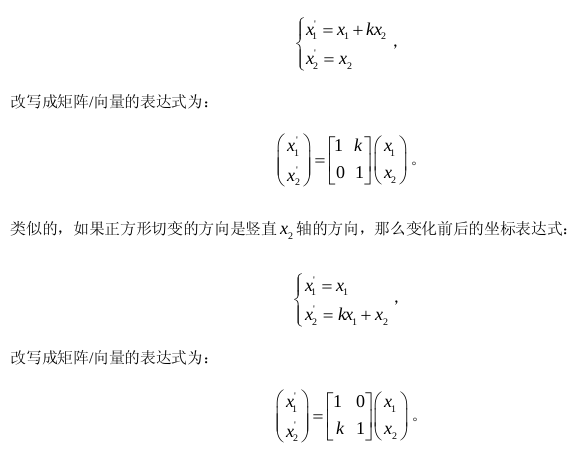 $$\begin{cases} x_1' = x_1 + kx_2 \\ x_2' = x_2 \end{cases},$$
改写成矩阵/向量的表达式为：
$$\begin{pmatrix} x_1' \\ x_2' \end{pmatrix} = \begin{bmatrix} 1 & k \\ 0 & 1 \end{bmatrix} \begin{pmatrix} x_1 \\ x_2 \end{pmatrix}。$$
类似的，如果正方形切变的方向是竖直 $x_2$ 轴的方向，那么变化前后的坐标表达式：
$$\begin{cases} x_1' = x_1 \\ x_2' = kx_1 + x_2 \end{cases},$$
改写成矩阵/向量的表达式为：
$$\begin{pmatrix} x_1' \\ x_2' \end{pmatrix} = \begin{bmatrix} 1 & 0 \\ k & 1 \end{bmatrix} \begin{pmatrix} x_1 \\ x_2 \end{pmatrix}。$$